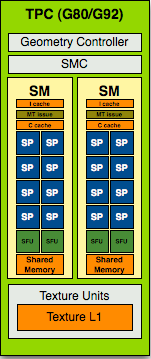 TPC (G80/G92)
Geometry Controller
SMC
SM
I cache
MT issue
C cache
SP SP
SP SP
SP SP
SP SP
SFU SFU
Shared
Memory
SM
I cache
MT issue
C cache
SP SP
SP SP
SP SP
SP SP
SFU SFU
Shared
Memory
Texture Units
Texture L1